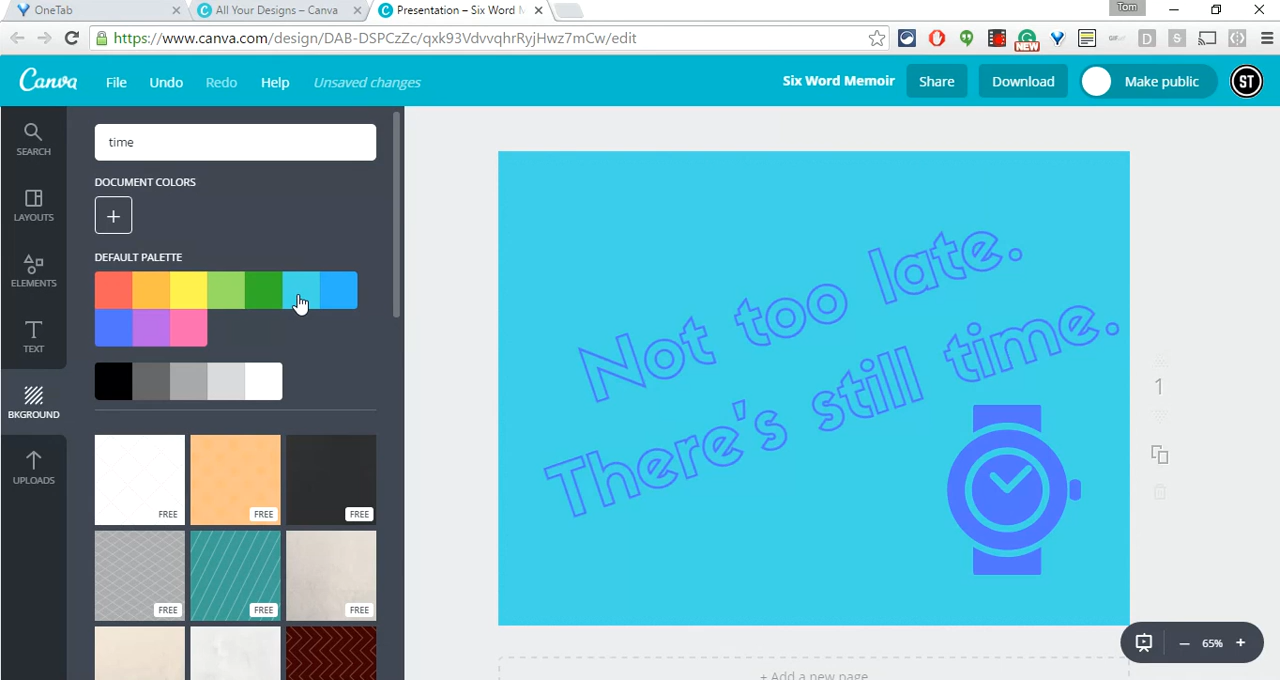 OneTab
All Your Designs – Canva
Presentation – Six Word M
Tom
https://www.canva.com/design/DAB-DSPCzZc/qxk93VdvvqhrRyjHwz7mCw/edit
NEW
D
S
Canva
File
Undo
Redo
Help
Unsaved changes
Six Word Memoir
Share
Download
Make public
ST
SEARCH
LAYOUTS
ELEMENTS
TEXT
BKGROUND
UPLOADS
time
DOCUMENT COLORS
+
DEFAULT PALETTE
FREE
FREE
FREE
FREE
FREE
FREE
Not too late.
There's still time.
1
65%
+ Add a new page